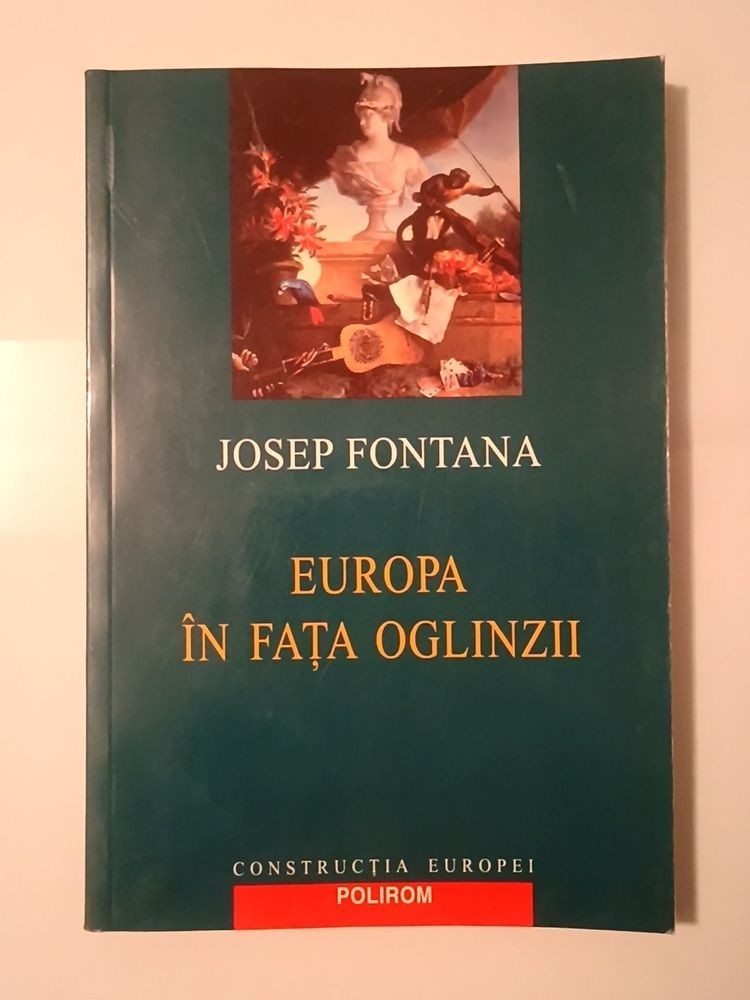 JOSEP FONTANA
EUROPA
ÎN FAȚA OGLINZII
CONSTRUCȚIA EUROPEI
POLIROM